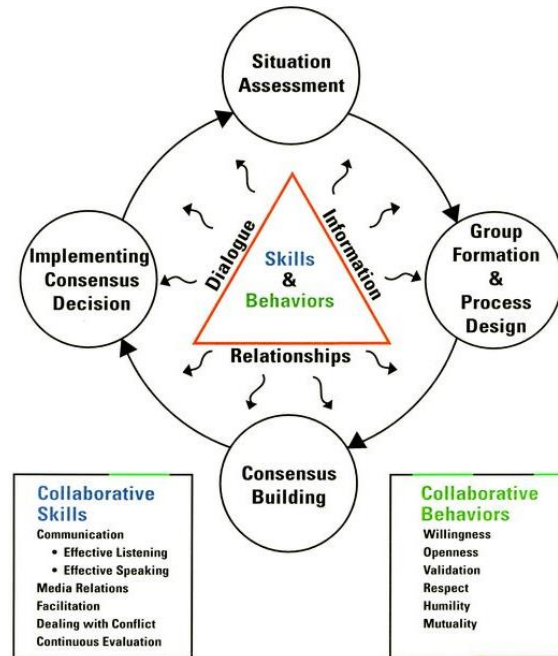 Situation
Assessment
Dialogue
Information
Skills
&
Behaviors
Relationships
Implementing
Consensus
Decision
Group
Formation
&
Process
Design
Consensus
Building
Collaborative
Skills
Communication
• Effective Listening
• Effective Speaking
Media Relations
Facilitation
Dealing with Conflict
Continuous Evaluation
Collaborative
Behaviors
Willingness
Openness
Validation
Respect
Humility
Mutuality